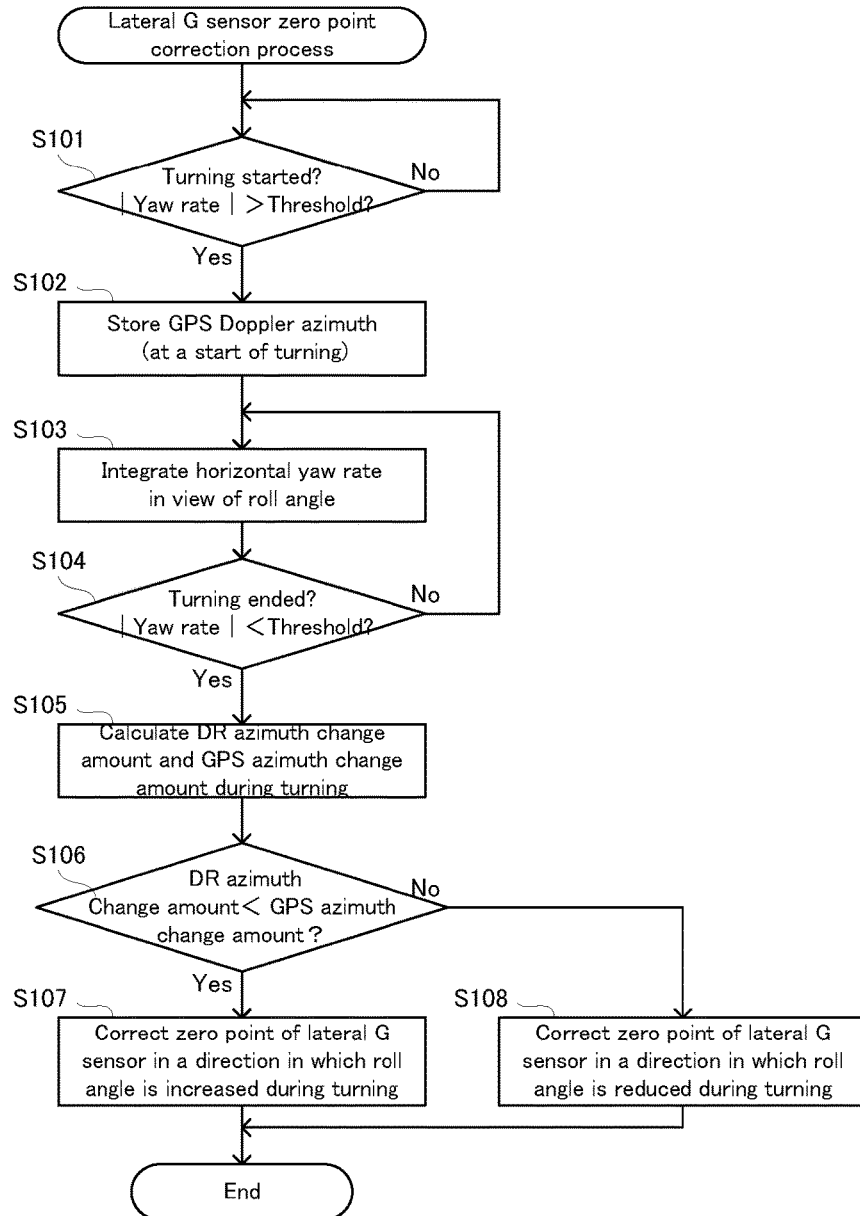 Lateral G sensor zero point
correction process
S101
Turning started?
| Yaw rate | >Threshold?
No
Yes
S102
Store GPS Doppler azimuth
(at a start of turning)
S103
Integrate horizontal yaw rate
in view of roll angle
S104
Turning ended?
| Yaw rate | <Threshold?
No
Yes
S105
Calculate DR azimuth change
amount and GPS azimuth change
amount during turning
S106
DR azimuth
Change amount< GPS azimuth
change amount?
No
Yes
S107
Correct zero point of lateral G
sensor in a direction in which roll
angle is increased during turning
S108
Correct zero point of lateral G
sensor in a direction in which roll
angle is reduced during turning
End